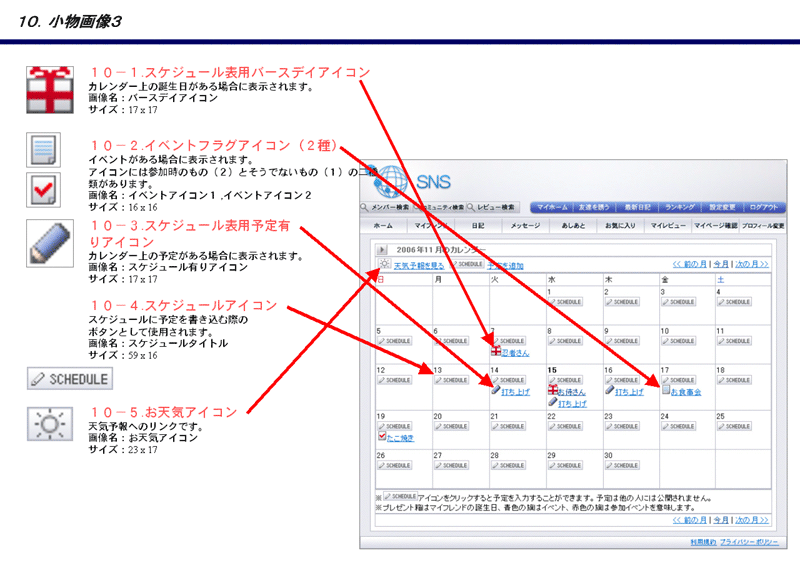 10. 小物画像3
10-1.スケジュール表用バースデイアイコン
カレンダー上の誕生日がある場合に表示されます。
画像名:バースデイアイコン
サイズ:17 x 17
10-2.イベントフラグアイコン(2種)
イベントがある場合に表示されます。
アイコンには参加時のもの(2)とそうでないもの(1)の二種
類があります。
画像名:イベントアイコン1 .イベントアイコン2
サイズ:16 x 16
10-3.スケジュール表用予定有
りアイコン
カレンダー上の予定がある場合に表示されます。
画像名:スケジュール有りアイコン
サイズ:17 x 17
10-4.スケジュールアイコン
スケジュールに予定を書き込む際の
ボタンとして使用されます。
画像名:スケジュールタイトル
サイズ:59 x 16
SCHEDULE
10-5.お天気アイコン
天気予報へのリンクです。
画像名:お天気アイコン
サイズ:23 x 17
SNS
メンバー検索 コミュニティ検索 レビュー検索 マイホーム 友達を誘う 最新日記 ランキング 設定変更 ログアウト
ホーム マイフレンド 日記 メッセージ あしあと お気に入り マイレビュー マイページ確認 プロフィール変更
2006年11月のカレンダー
天気予報を見る SCHEDULE 予定を追加 << 前の月 | 今月 | 次の月 >>
日 月 火 水 木 金 土
1 2 3 4
SCHEDULE SCHEDULE SCHEDULE SCHEDULE
5 6 7 8 9 10 11
SCHEDULE SCHEDULE SCHEDULE SCHEDULE SCHEDULE SCHEDULE SCHEDULE
忍者さん
12 13 14 15 16 17 18
SCHEDULE SCHEDULE SCHEDULE SCHEDULE SCHEDULE SCHEDULE SCHEDULE
打ち上げ お姉さん 打ち上げ お食事会
打ち上げ
19 20 21 22 23 24 25
SCHEDULE SCHEDULE SCHEDULE SCHEDULE SCHEDULE SCHEDULE SCHEDULE
たこ焼き
26 27 28 29 30
SCHEDULE SCHEDULE SCHEDULE SCHEDULE SCHEDULE
※ SCHEDULE アイコンをクリックすると予定を入力することができます。予定は他の人には公開されません。
※プレゼント箱はマイフレンドの誕生日、青色の旗はイベント、赤色の旗は参加イベントを意味します。
<< 前の月 | 今月 | 次の月 >>
利用規約 プライバシーポリシー